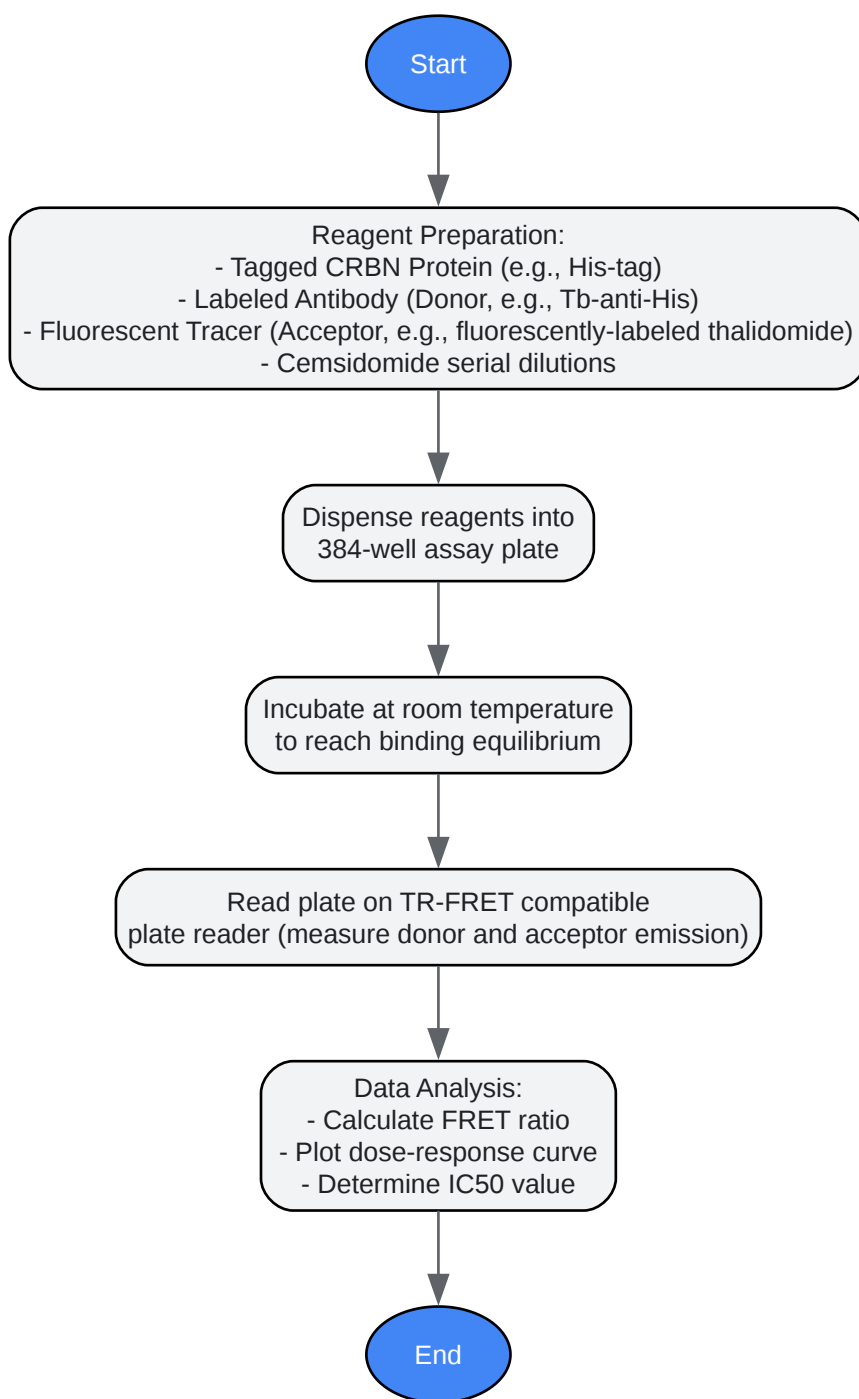 Start
Reagent Preparation:
- Tagged CRBN Protein (e.g., His-tag)
- Labeled Antibody (Donor, e.g., Tb-anti-His)
- Fluorescent Tracer (Acceptor, e.g., fluorescently-labeled thalidomide)
- Cemsidomide serial dilutions
Dispense reagents into
384-well assay plate
Incubate at room temperature
to reach binding equilibrium
Read plate on TR-FRET compatible
plate reader (measure donor and acceptor emission)
Data Analysis:
- Calculate FRET ratio
- Plot dose-response curve
- Determine IC50 value
End